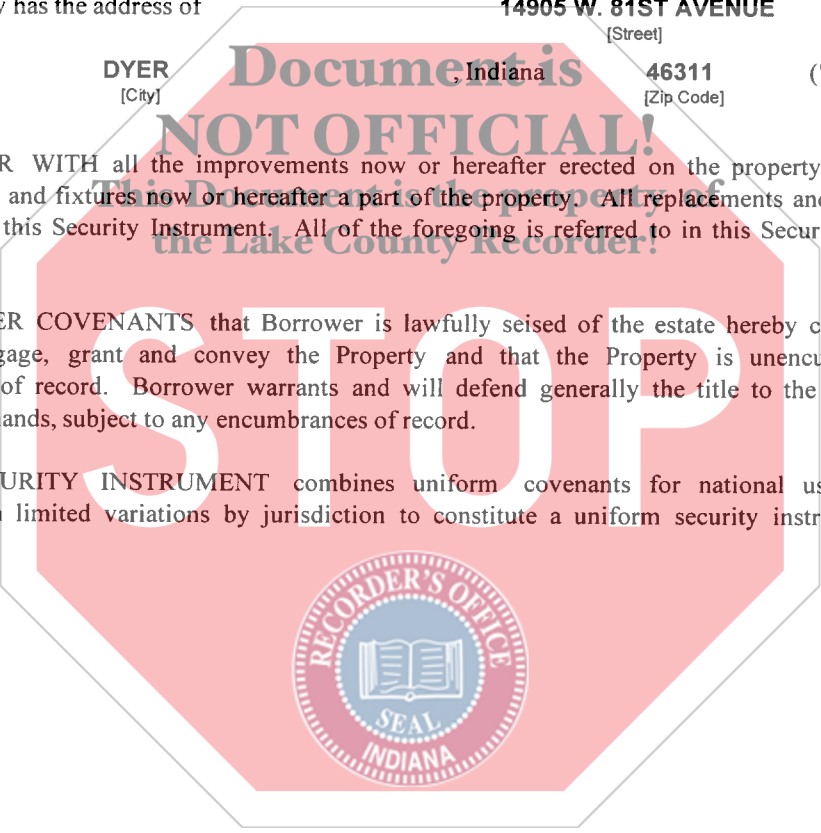 y has the address of 14905 W. 81ST AVENUE
[Street]
DYER , Indiana 46311 ("
[City] [Zip Code]
Document is
NOT OFFICIAL!
This Document is the property of
the Lake County Recorder!
R WITH all the improvements now or hereafter erected on the property
and fixtures now or hereafter a part of the property. All replacements and
this Security Instrument. All of the foregoing is referred to in this Secur
ER COVENANTS that Borrower is lawfully seised of the estate hereby c
gage, grant and convey the Property and that the Property is unencu
of record. Borrower warrants and will defend generally the title to the
ands, subject to any encumbrances of record.
URITY INSTRUMENT combines uniform covenants for national us
limited variations by jurisdiction to constitute a uniform security instr
STOP
RECORDER'S OFFICE
SEAL
INDIANA